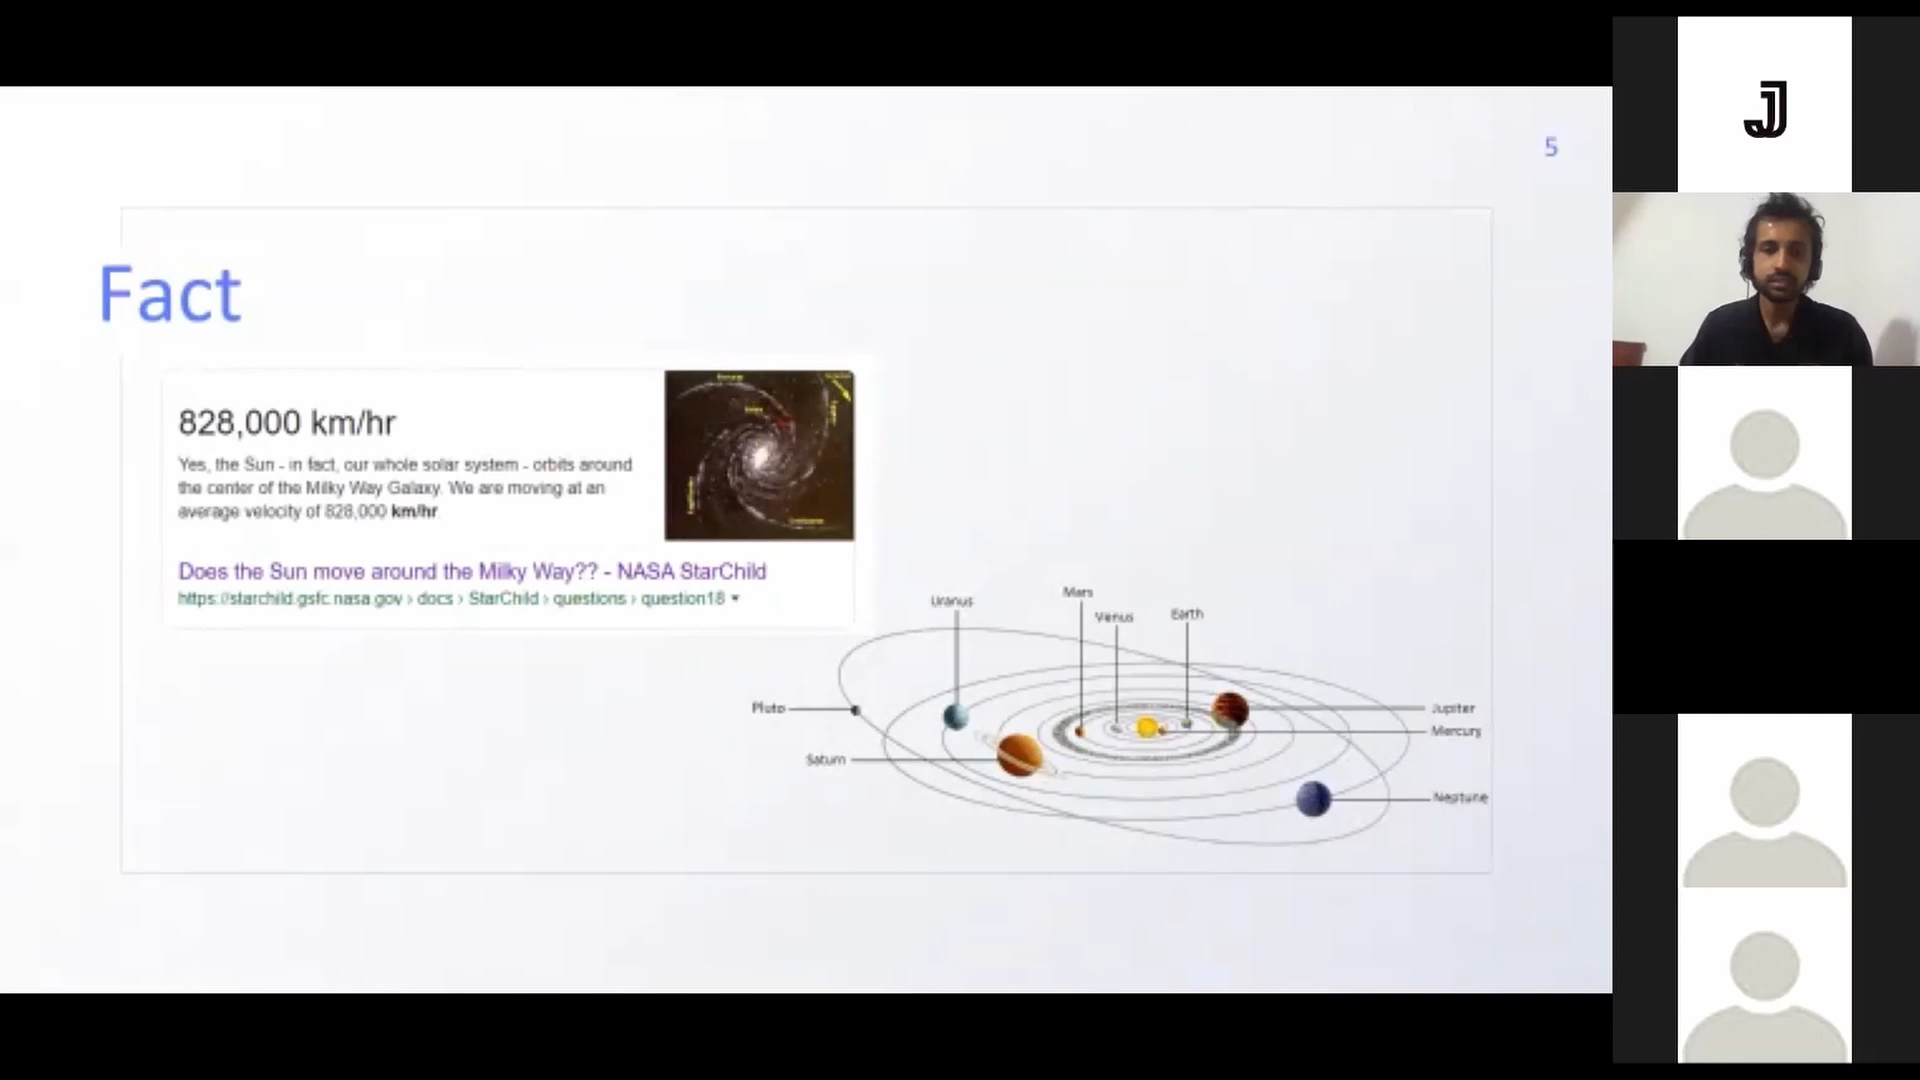 5
Fact
828,000 km/hr
Yes, the Sun - in fact, our whole solar system - orbits around
the center of the Milky Way Galaxy. We are moving at an
average velocity of 828,000 km/hr
Does the Sun move around the Milky Way?? - NASA StarChild
https://starchild.gsfc.nasa.gov › docs › StarChild › questions › question18
Mars
Uranus
Venus
Earth
Pluto
Jupiter
Mercury
Saturn
Neptune
J